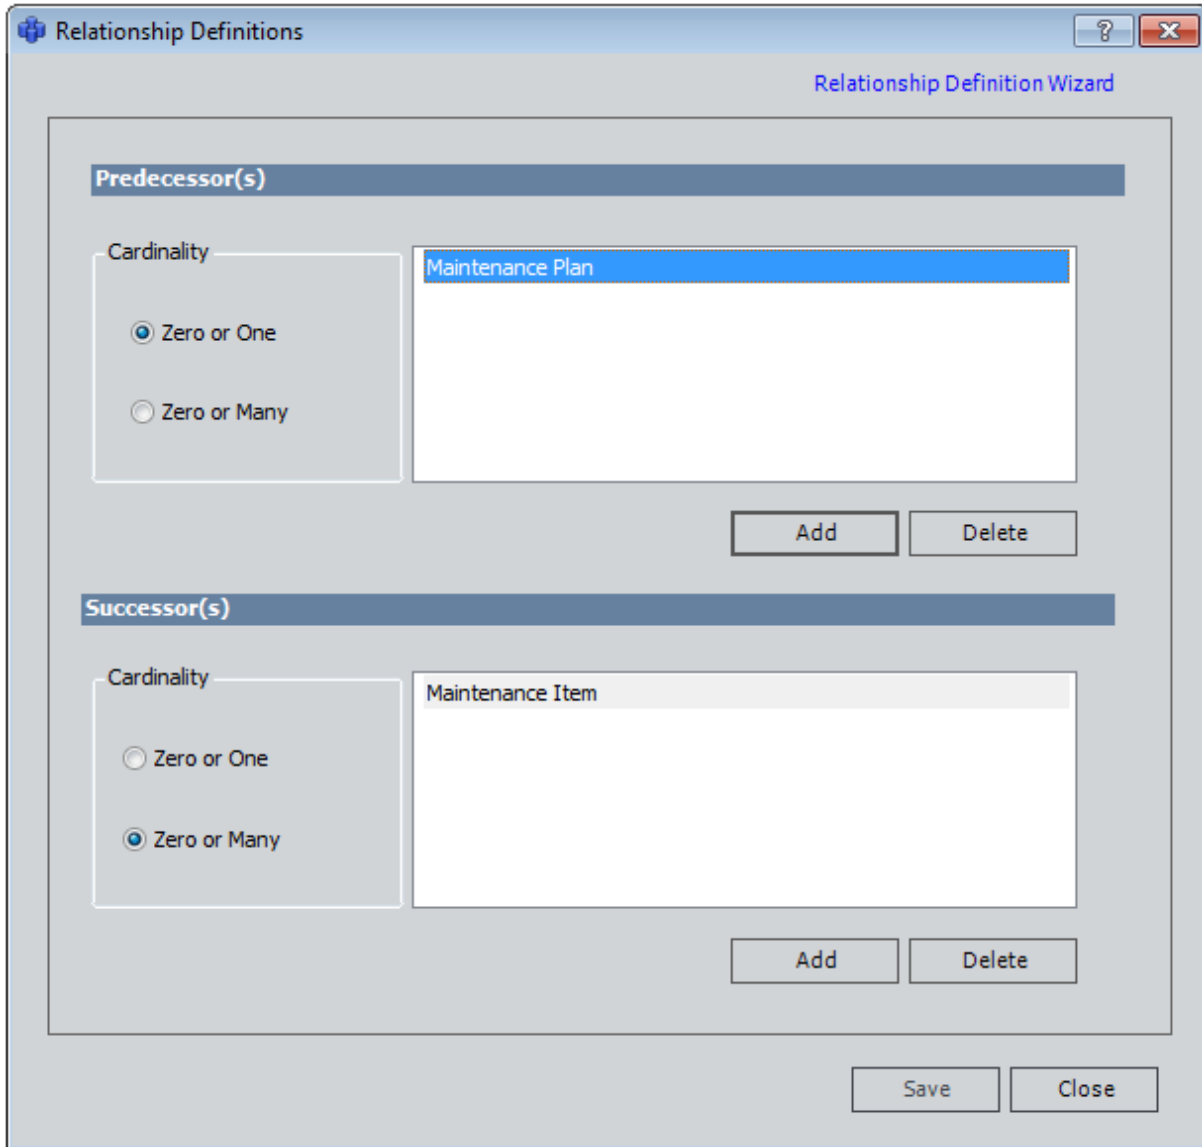 Relationship Definitions
?
Relationship Definition Wizard
Predecessor(s)
Cardinality
Maintenance Plan
Zero or One
Zero or Many
Add Delete
Successor(s)
Cardinality
Maintenance Item
Zero or One
Zero or Many
Add Delete
Save Close